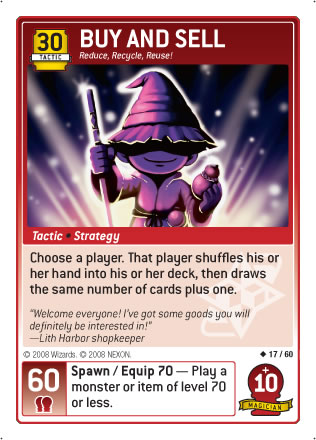 30
TACTIC
BUY AND SELL
Reduce, Recycle, Reuse!
Tactic • Strategy
Choose a player. That player shuffles his or
her hand into his or her deck, then draws
the same number of cards plus one.
“Welcome everyone! I’ve got some goods you will
definitely be interested in!”
—Lith Harbor shopkeeper
© 2008 Wizards. © 2008 NEXON.
◆ 17 / 60
60
Spawn / Equip 70 — Play a
monster or item of level 70
or less.
+
10
MAGICIAN